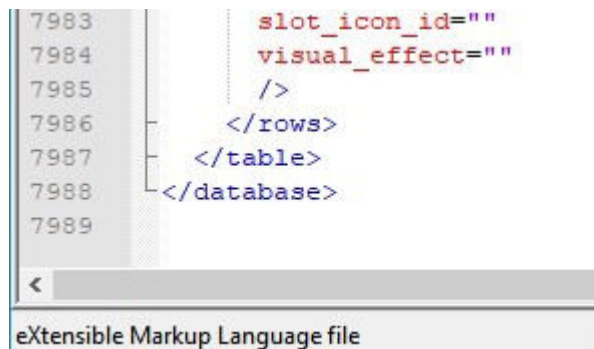 7983 slot_icon_id=""
7984 visual_effect=""
7985 />
7986 </rows>
7987 </table>
7988 </database>
7989
<
eXtensible Markup Language file